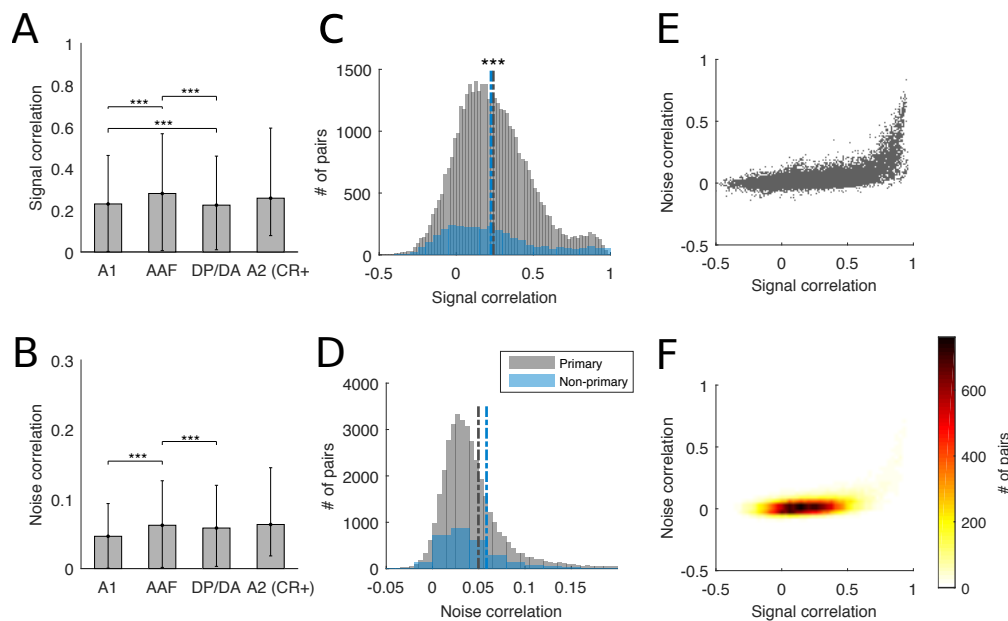 A
Signal correlation
1
0.8
0.6
0.4
0.2
0
***
***
***
A1 AAF DP/DA A2 (CR+
C
# of pairs
1500
1000
500
0
***
-0.5 0 0.5 1
Signal correlation
E
Noise correlation
1
0.5
0
-0.5
-0.5 0 0.5 1
Signal correlation
B
Noise correlation
0.3
0.2
0.1
0
***
***
A1 AAF DP/DA A2 (CR+)
D
Primary
Non-primary
# of pairs
4000
3000
2000
1000
0
-0.05 0 0.05 0.1 0.15
Noise correlation
F
Noise correlation
1
0.5
0
-0.5
-0.5 0 0.5 1
Signal correlation
600
400
200
0
# of pairs